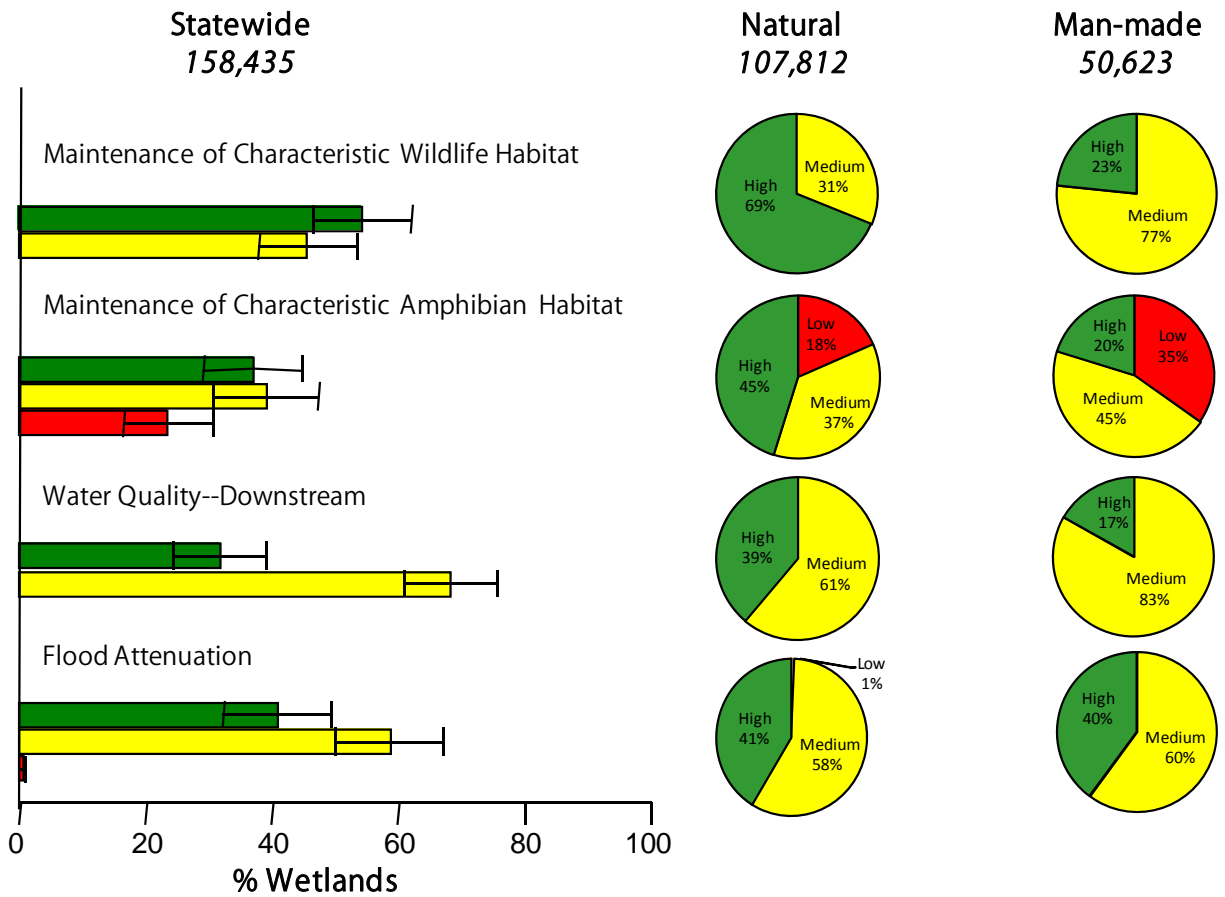 Statewide
158,435
Natural
107,812
Man-made
50,623
Maintenance of Characteristic Wildlife Habitat
High
69%
Medium
31%
High
23%
Medium
77%
Maintenance of Characteristic Amphibian Habitat
Low
18%
High
45%
Medium
37%
High
20%
Low
35%
Medium
45%
Water Quality--Downstream
High
39%
Medium
61%
High
17%
Medium
83%
Flood Attenuation
Low
1%
High
41%
Medium
58%
High
40%
Medium
60%
0 20 40 60 80 100
% Wetlands